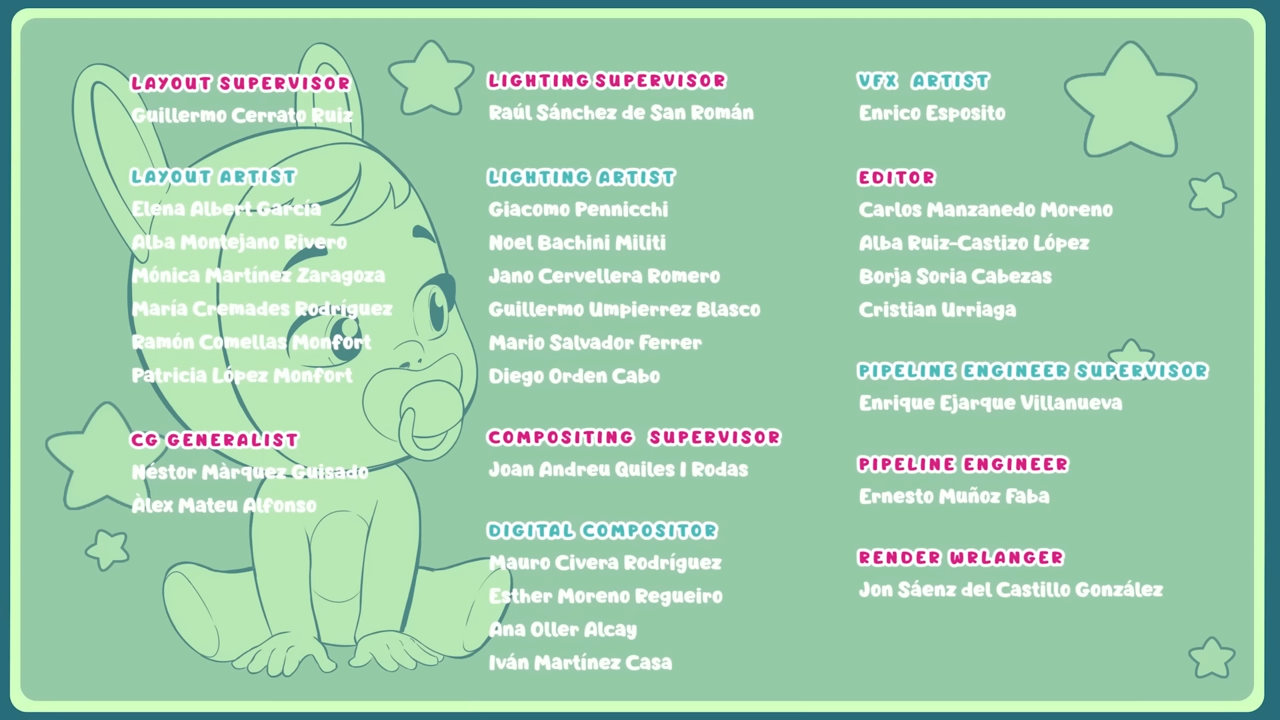 LAYOUT SUPERVISOR
Guillermo Cerrato Ruiz
LAYOUT ARTIST
Elena Albert García
Alba Montejano Rivero
Mónica Martínez Zaragoza
María Cremades Rodríguez
Ramón Comellas Monfort
Patricia López Monfort
CG GENERALIST
Néstor Màrquez Guisado
Àlex Mateu Alfonso
LIGHTING SUPERVISOR
Raúl Sánchez de San Román
LIGHTING ARTIST
Giacomo Pennicchi
Noel Bachini Militi
Jano Cervellera Romero
Guillermo Umpierrez Blasco
Mario Salvador Ferrer
Diego Orden Cabo
COMPOSITING SUPERVISOR
Joan Andreu Quiles I Rodas
DIGITAL COMPOSITOR
Mauro Civera Rodríguez
Esther Moreno Regueiro
Ana Oller Alcay
Iván Martínez Casa
VFX ARTIST
Enrico Esposito
EDITOR
Carlos Manzanedo Moreno
Alba Ruiz-Castizo López
Borja Soria Cabezas
Cristian Urriaga
PIPELINE ENGINEER SUPERVISOR
Enrique Ejarque Villanueva
PIPELINE ENGINEER
Ernesto Muñoz Faba
RENDER WRLANGER
Jon Sáenz del Castillo González